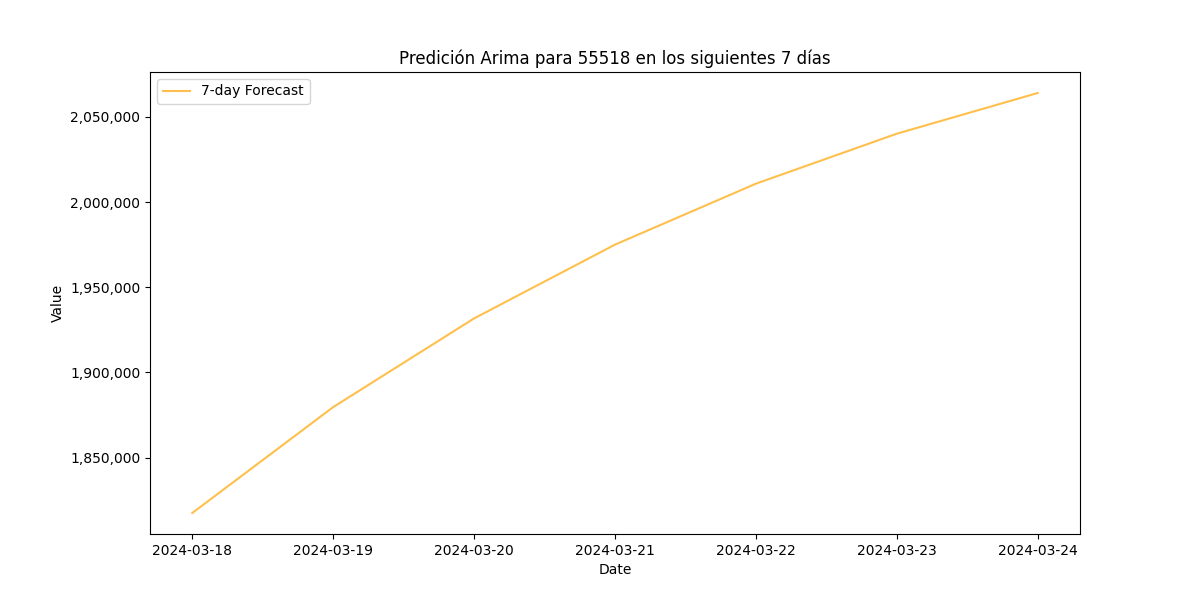 Predición Arima para 55518 en los siguientes 7 días
7-day Forecast
2,050,000
2,000,000
1,950,000
1,900,000
1,850,000
Value
2024-03-18 2024-03-19 2024-03-20 2024-03-21 2024-03-22 2024-03-23 2024-03-24
Date